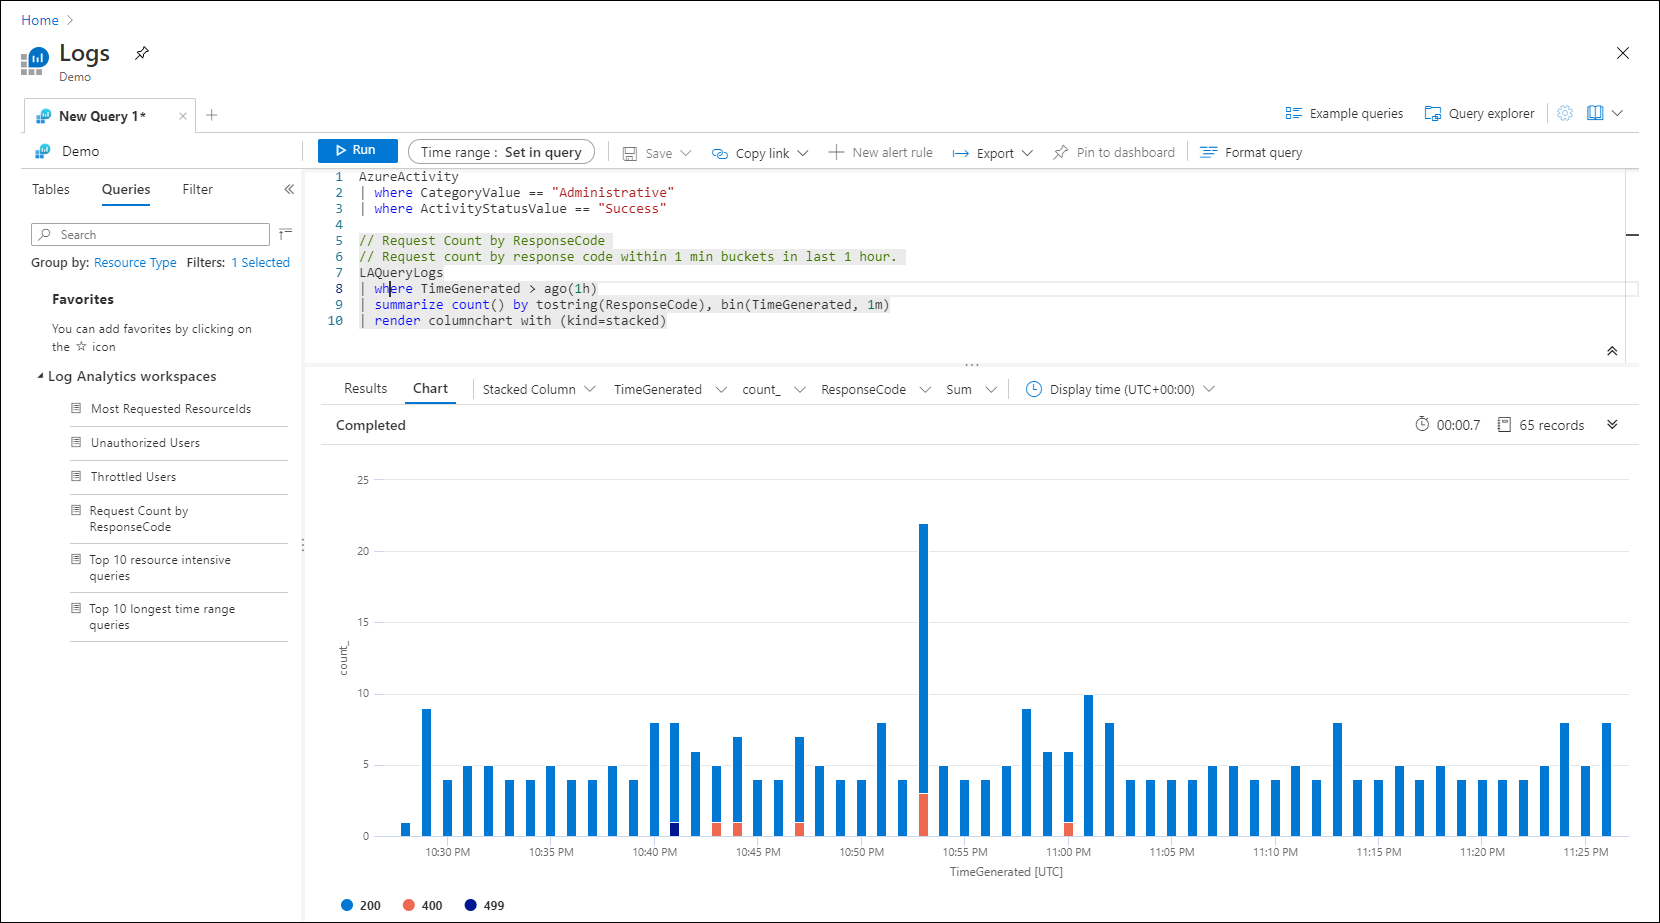 Home
Logs
Demo
New Query 1*
Example queries
Query explorer
Demo
Run
Time range : Set in query
Save
Copy link
New alert rule
Export
Pin to dashboard
Format query
Tables Queries Filter
Search
Group by: Resource Type Filters: 1 Selected
Favorites
You can add favorites by clicking on
the ☆ icon
Log Analytics workspaces
Most Requested ResourceIds
Unauthorized Users
Throttled Users
Request Count by
ResponseCode
Top 10 resource intensive
queries
Top 10 longest time range
queries
1 AzureActivity
2 | where CategoryValue == "Administrative"
3 | where ActivityStatusValue == "Success"
4
5 // Request Count by ResponseCode
6 // Request count by response code within 1 min buckets in last 1 hour.
7 LAQueryLogs
8 | where TimeGenerated > ago(1h)
9 | summarize count() by tostring(ResponseCode), bin(TimeGenerated, 1m)
10 | render columnchart with (kind=stacked)
Results Chart Stacked Column TimeGenerated count_ ResponseCode Sum Display time (UTC+00:00)
Completed
00:00.7 65 records
25
20
15
10
5
0
count_
10:30 PM 10:35 PM 10:40 PM 10:45 PM 10:50 PM 10:55 PM 11:00 PM 11:05 PM 11:10 PM 11:15 PM 11:20 PM 11:25 PM
TimeGenerated [UTC]
200 400 499